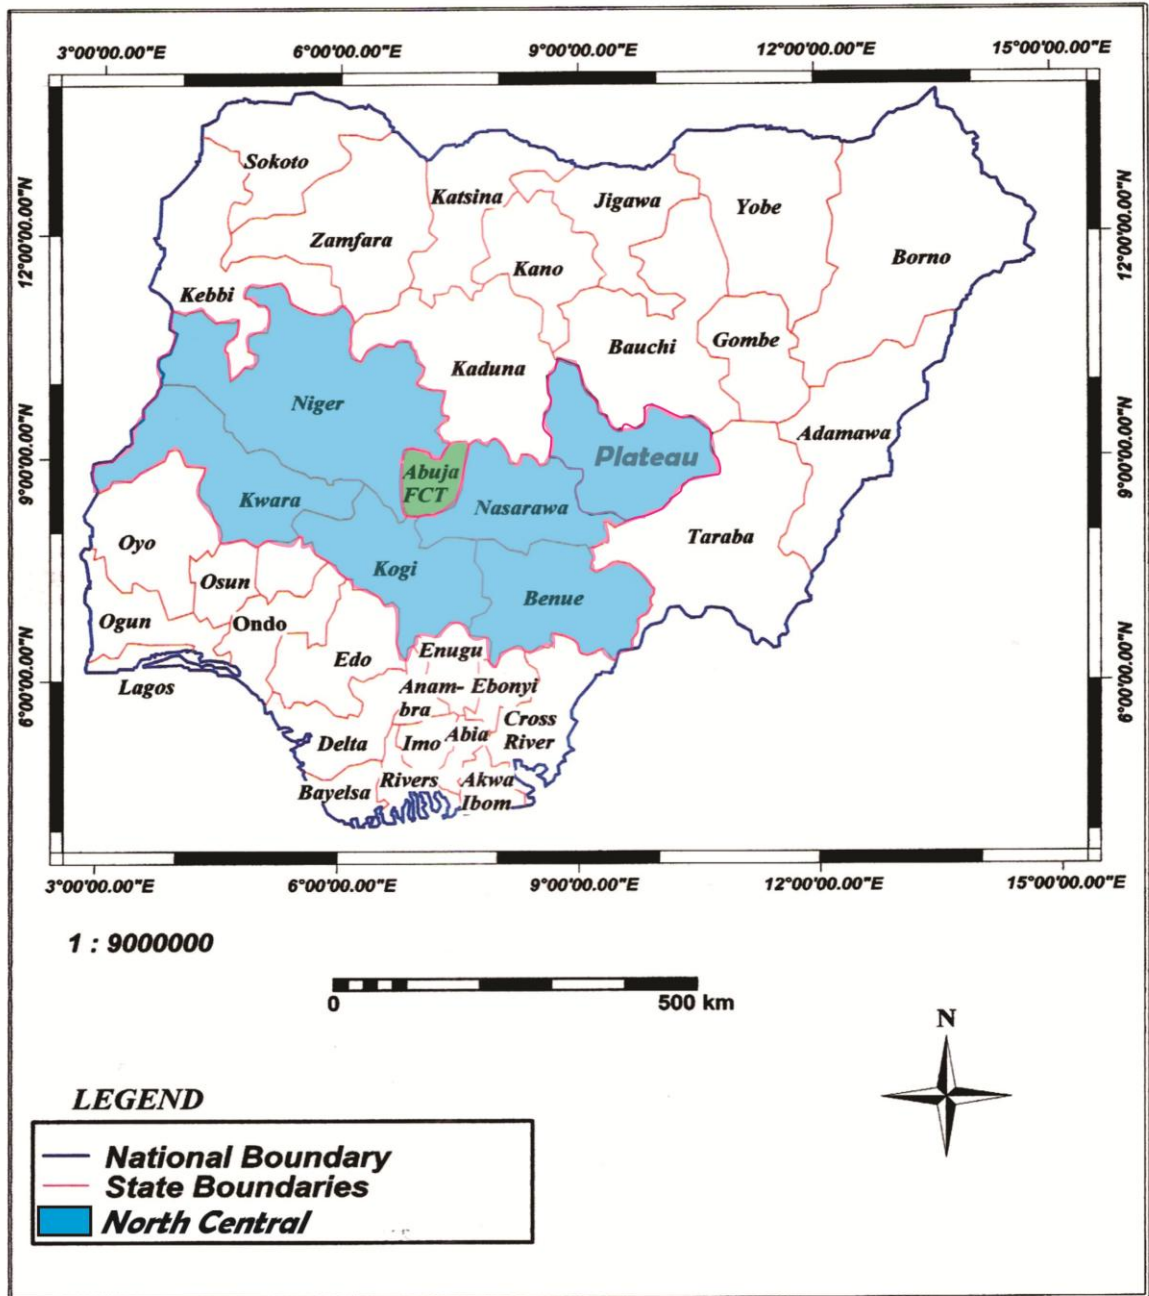 3°00'00.00"E 6°00'00.00"E 9°00'00.00"E 12°00'00.00"E 15°00'00.00"E
12°00'00.00"N
9°00'00.00"N
6°00'00.00"N
12°00'00.00"N
9°00'00.00"N
6°00'00.00"N
Sokoto
Katsina
Jigawa
Yobe
Zamfara
Borno
Kano
Kebbi
Gombe
Bauchi
Kaduna
Niger
Adamawa
Plateau
Abuja
FCT
Kwara
Nasarawa
Taraba
Oyo
Kogi
Osun
Benue
Ogun
Ondo
Enugu
Edo
Lagos
Anam-
bra
Ebonyi
Cross
River
Delta
Imo
Abia
Rivers
Akwa
Ibom
Bayelsa
3°00'00.00"E 6°00'00.00"E 9°00'00.00"E 12°00'00.00"E 15°00'00.00"E
1 : 9000000
0 500 km
N
LEGEND
National Boundary
State Boundaries
North Central